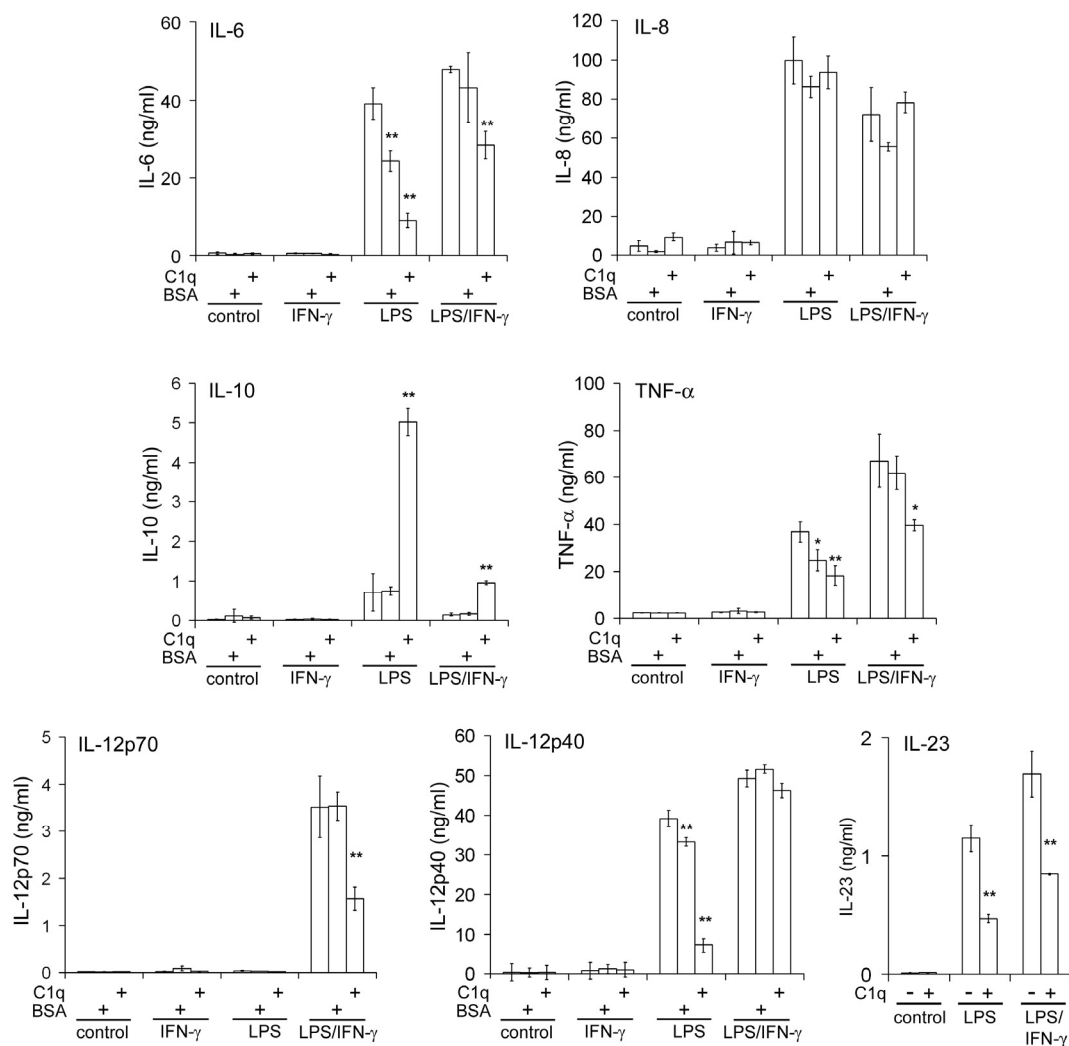 IL-6
IL-6 (ng/ml)
60
40
20
0
** ** **
C1q + + + +
BSA + + + +
control IFN-γ LPS LPS/IFN-γ
IL-8
IL-8 (ng/ml)
120
100
80
60
40
20
0
C1q + + + +
BSA + + + +
control IFN-γ LPS LPS/IFN-γ
IL-10
IL-10 (ng/ml)
6
5
4
3
2
1
0
** **
C1q + + + +
BSA + + + +
control IFN-γ LPS LPS/IFN-γ
TNF-α
TNF-α (ng/ml)
100
80
60
40
20
0
* ** *
C1q + + + +
BSA + + + +
control IFN-γ LPS LPS/IFN-γ
IL-12p70
IL-12p70 (ng/ml)
5
4
3
2
1
0
**
C1q + + + +
BSA + + + +
control IFN-γ LPS LPS/IFN-γ
IL-12p40
IL-12p40 (ng/ml)
60
50
40
30
20
10
0
** **
C1q + + + +
BSA + + + +
control IFN-γ LPS LPS/IFN-γ
IL-23
IL-23 (ng/ml)
2
1
0
** **
C1q - + - + - +
control LPS LPS/
IFN-γ